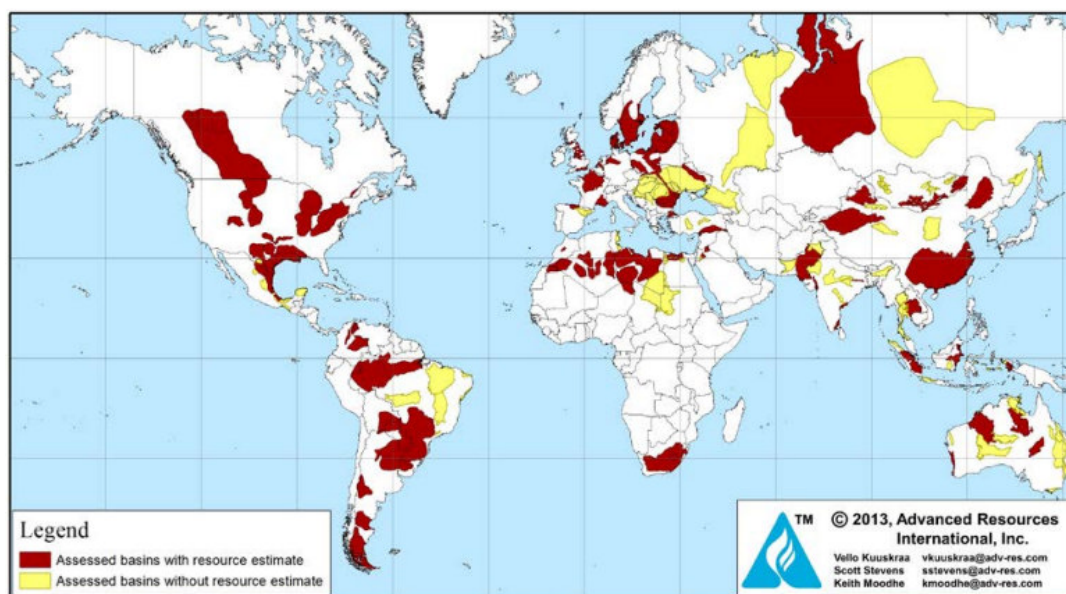 Legend
Assessed basins with resource estimate
Assessed basins without resource estimate
TM
© 2013, Advanced Resources
International, Inc.
Vello Kuuskraa vkuuskraa@adv-res.com
Scott Stevens sstevens@adv-res.com
Keith Moodhe kmoodhe@adv-res.com